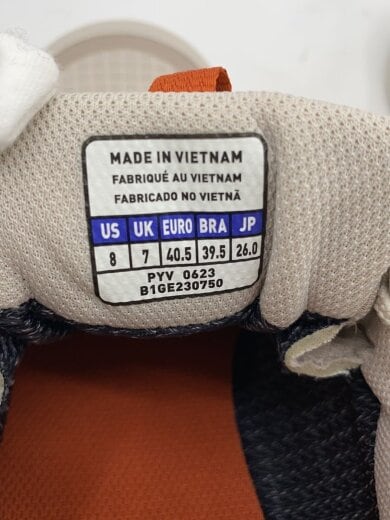 MADE IN VIETNAM
FABRIQUÉ AU VIETNAM
FABRICADO NO VIETNÃ
US UK EURO BRA JP
8 7 40.5 39.5 26.0
PYV 0623
B1GE230750